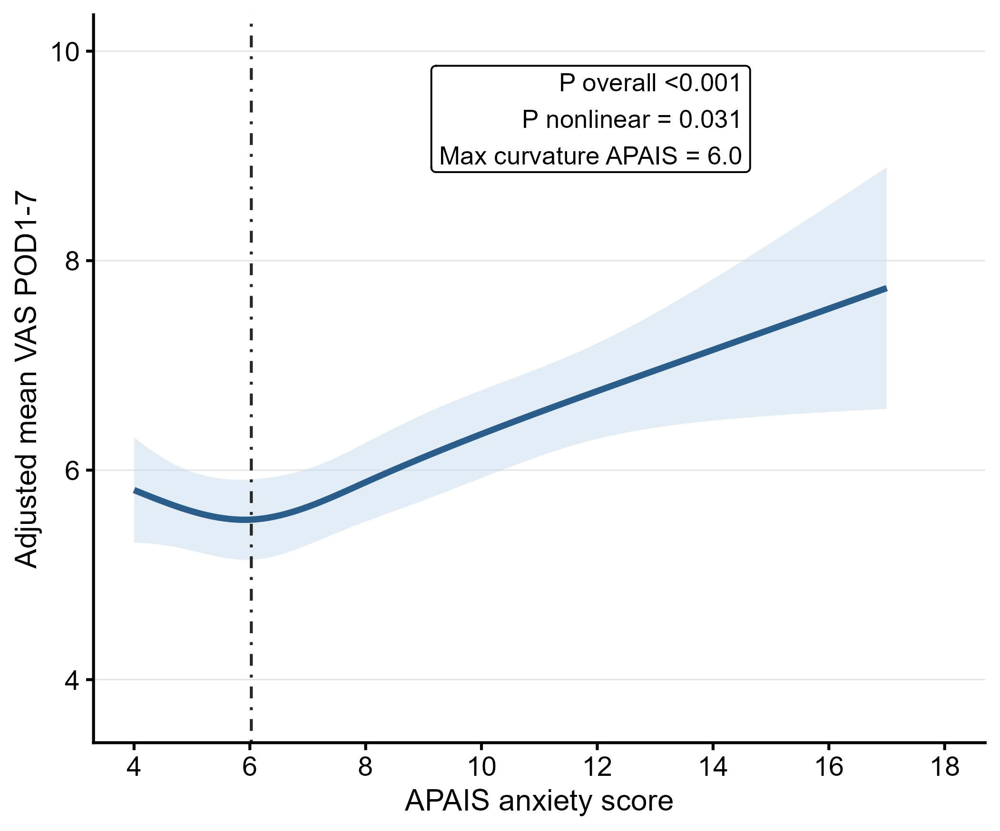 10
8
6
4
Adjusted mean VAS POD1-7
P overall <0.001
P nonlinear = 0.031
Max curvature APAIS = 6.0
4 6 8 10 12 14 16 18
APAIS anxiety score